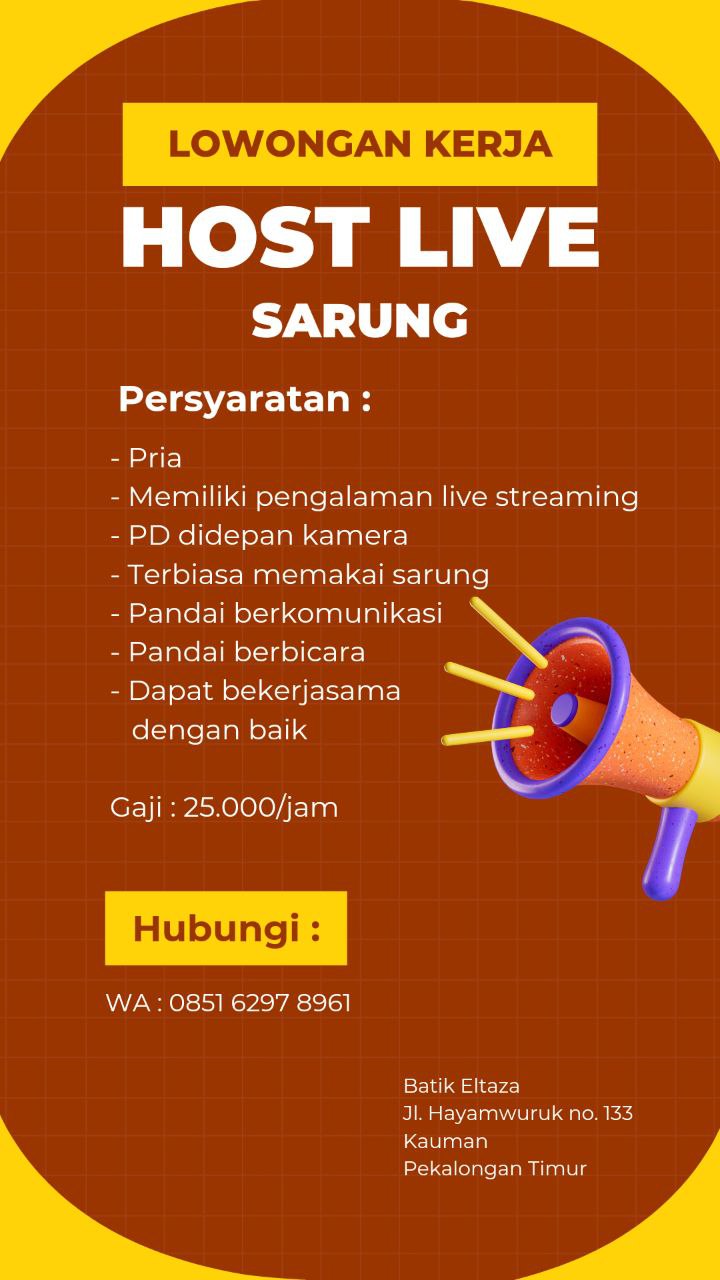 LOWONGAN KERJA
HOST LIVE
SARUNG
Persyaratan :
- Pria
- Memiliki pengalaman live streaming
- PD didepan kamera
- Terbiasa memakai sarung
- Pandai berkomunikasi
- Pandai berbicara
- Dapat bekerjasama
dengan baik
Gaji : 25.000/jam
Hubungi :
WA : 0851 6297 8961
Batik Eltaza
Jl. Hayamwuruk no. 133
Kauman
Pekalongan Timur